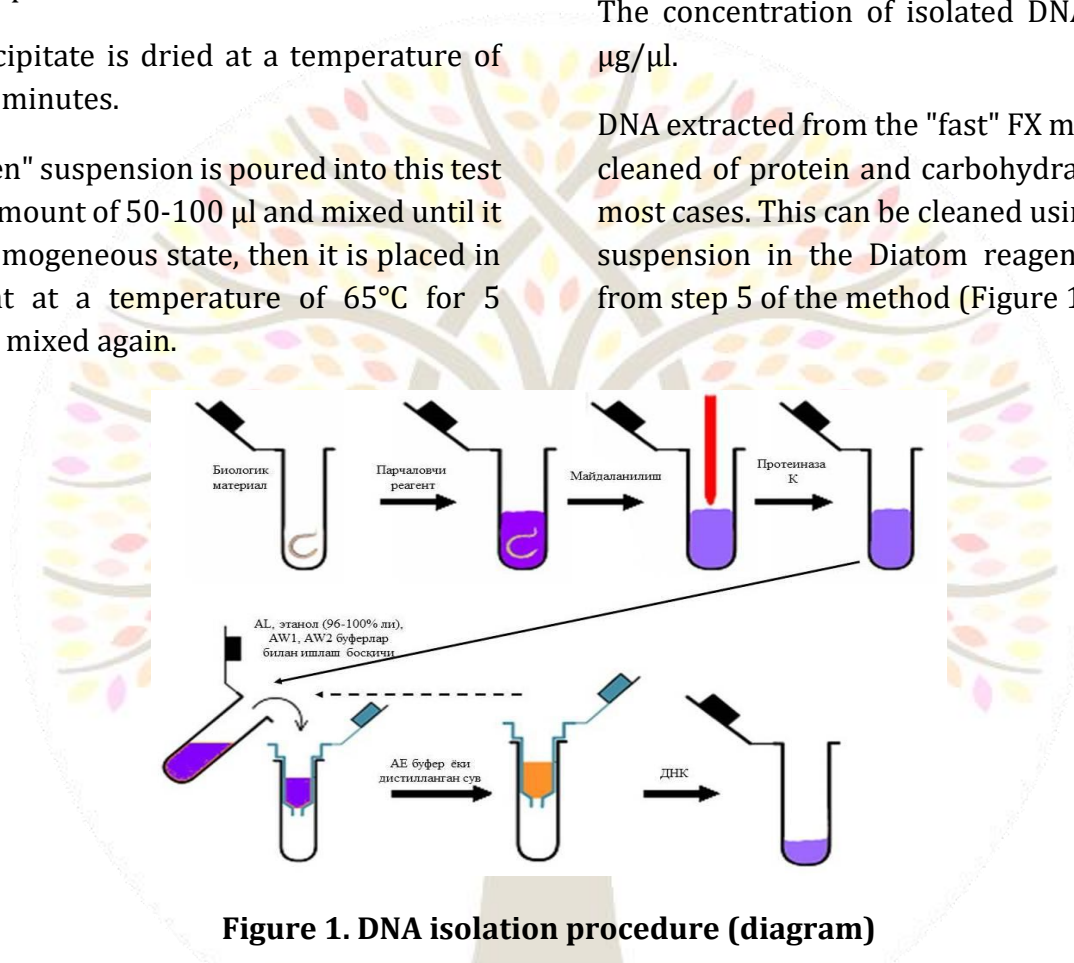 cipitate is dried at a temperature of
minutes.
en" suspension is poured into this test
mount of 50-100 µl and mixed until it
mogeneous state, then it is placed in
at a temperature of 65°C for 5
mixed again.
The concentration of isolated DNA
µg/µl.
DNA extracted from the "fast" FX m
cleaned of protein and carbohydra
most cases. This can be cleaned usin
suspension in the Diatom reagen
from step 5 of the method (Figure 1
Биологик
материал
Парчаловчи
реагент
Майдаланилиш
Протеиназа
К
AL, этанол (96-100% ли),
AW1, AW2 буферлар
билан ишлаш боскичи
АЕ буфер ёки
дистилланган сув
ДНК
Figure 1. DNA isolation procedure (diagram)